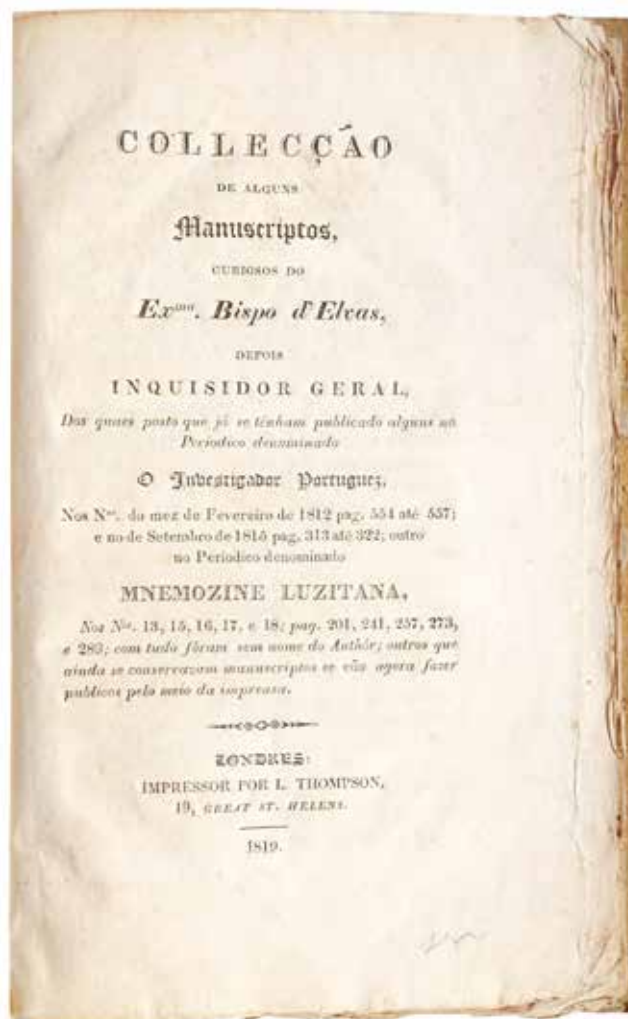 COLLECÇÃO
DE ALGUNS
Manuscriptos,
CURIOSOS DO
Exᵐᵒ. Bispo d'Elvas,
DEPOIS
INQUISIDOR GERAL,
Dos quaes posto que já se tênham publicado alguns no
Periodico denominado
O Investigador Portuguez,
Nos Nᵒˢ. do mez de Fevereiro de 1812 pag. 554 até 557;
e no de Setembro de 1815 pag. 313 até 322; outro
no Periodico denominado
MNEMOZINE LUZITANA,
Nos Nᵒˢ. 13, 15, 16, 17, e 18; pag. 201, 241, 257, 273,
e 289; com tudo fôram sem nome do Authôr; outros que
ainda se conservavam manuscriptos se vão agora fazer
publicos pelo meio da imprensa.
LONDRES:
IMPRESSOR POR L. THOMPSON,
19, GREAT ST. HELENS.
1819.